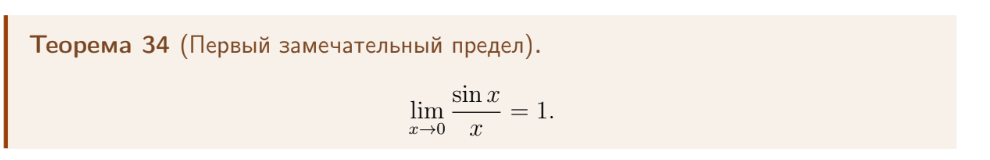 Теорема 34 (Первый замечательный предел).
lim sin x
x→0 x = 1.